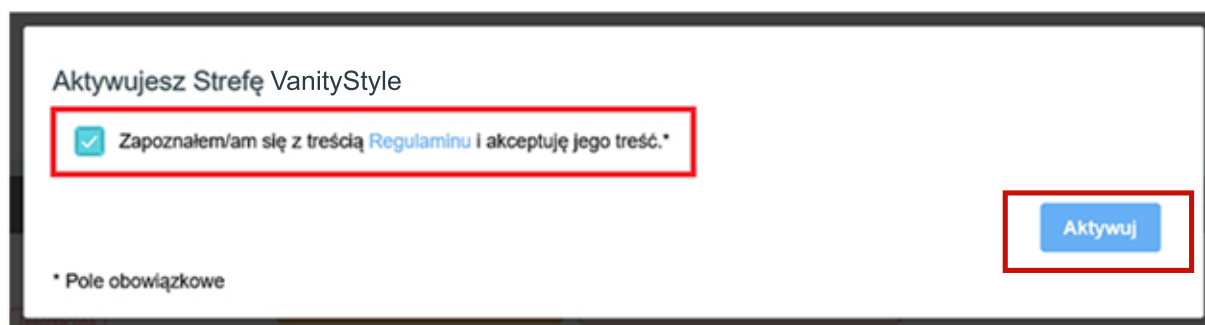 Aktywujesz Strefę VanityStyle
Zapoznałem/am się z treścią Regulaminu i akceptuję jego treść.*
Aktywuj
* Pole obowiązkowe